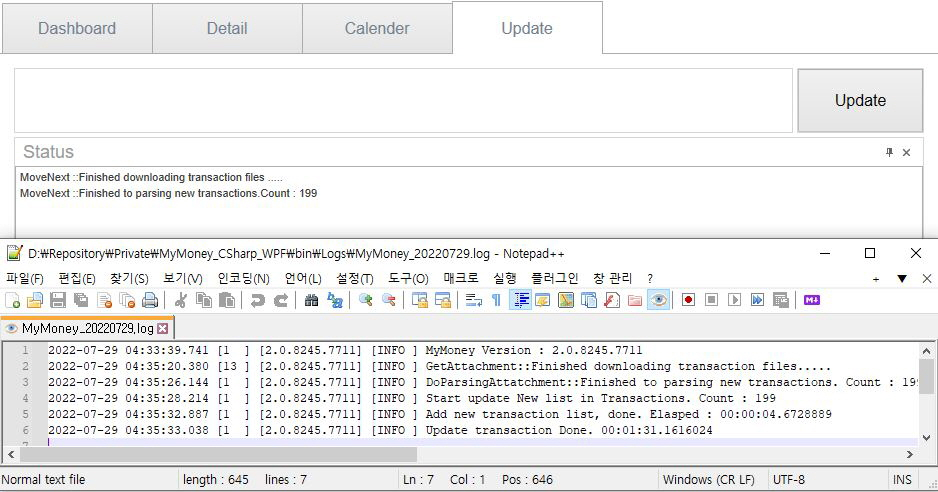 Dashboard Detail Calender Update
Update
Status
MoveNext ::Finished downloading transaction files .....
MoveNext ::Finished to parsing new transactions.Count : 199
D:₩Repository₩Private₩MyMoney_CSharp_WPF₩bin₩Logs₩MyMoney_20220729.log - Notepad++
파일(F) 편집(E) 찾기(S) 보기(V) 인코딩(N) 언어(L) 설정(T) 도구(O) 매크로 실행 플러그인 창 관리 ?
MyMoney_20220729.log
1 2022-07-29 04:33:39.741 [1 ] [2.0.8245.7711] [INFO ] MyMoney Version : 2.0.8245.7711
2 2022-07-29 04:35:20.380 [13 ] [2.0.8245.7711] [INFO ] GetAttachment::Finished downloading transaction files.....
3 2022-07-29 04:35:26.144 [1 ] [2.0.8245.7711] [INFO ] DoParsingAttatchment::Finished to parsing new transactions. Count : 199
4 2022-07-29 04:35:28.214 [1 ] [2.0.8245.7711] [INFO ] Start update New list in Transactions. Count : 199
5 2022-07-29 04:35:32.887 [1 ] [2.0.8245.7711] [INFO ] Add new transaction list, done. Elasped : 00:00:04.6728889
6 2022-07-29 04:35:33.038 [1 ] [2.0.8245.7711] [INFO ] Update transaction Done. 00:01:31.1616024
7
Normal text file length : 645 lines : 7 Ln : 7 Col : 1 Pos : 646 Windows (CR LF) UTF-8 INS